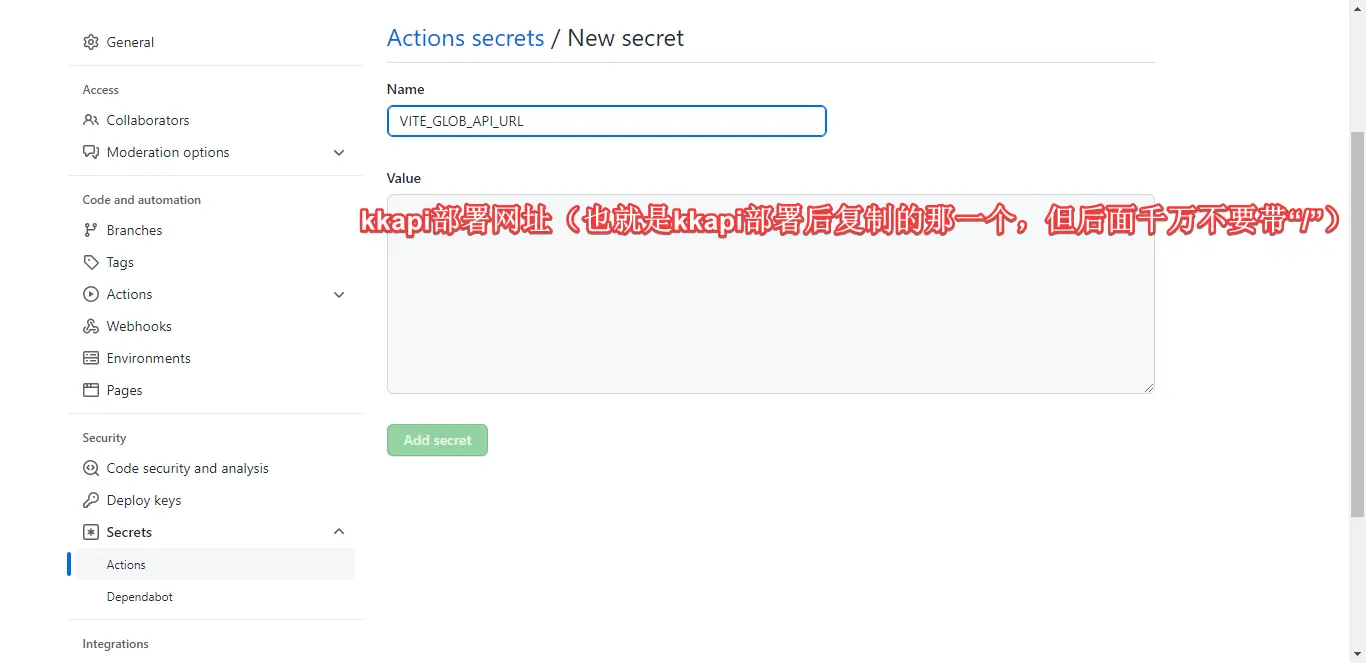 General
Access
Collaborators
Moderation options
Code and automation
Branches
Tags
Actions
Webhooks
Environments
Pages
Security
Code security and analysis
Deploy keys
Secrets
Actions
Dependabot
Integrations
Actions secrets / New secret
Name
VITE_GLOB_API_URL
Value
kkapi部署网址（也就是kkapi部署后复制的那一个，但后面千万不要带“/”）
Add secret